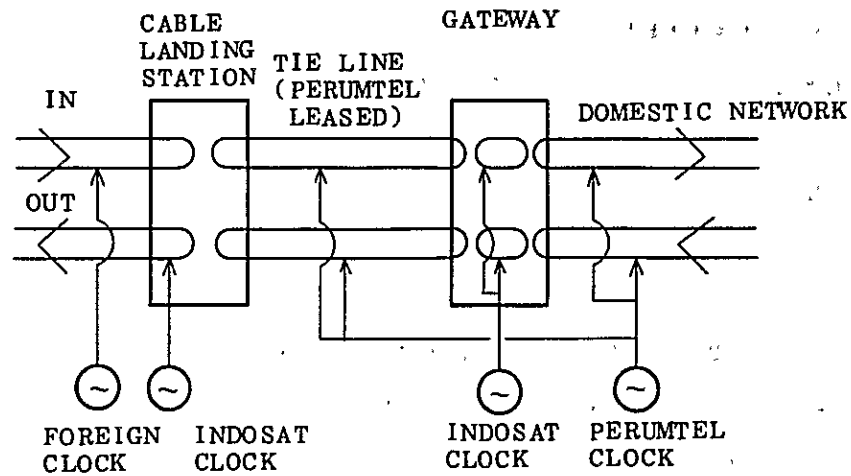 CABLE
LANDING
STATION
GATEWAY
TIE LINE
(PERUMTEL
LEASED)
IN
DOMESTIC NETWORK
OUT
~
~
~
~
FOREIGN
CLOCK
INDOSAT
CLOCK
INDOSAT
CLOCK
PERUMTEL
CLOCK